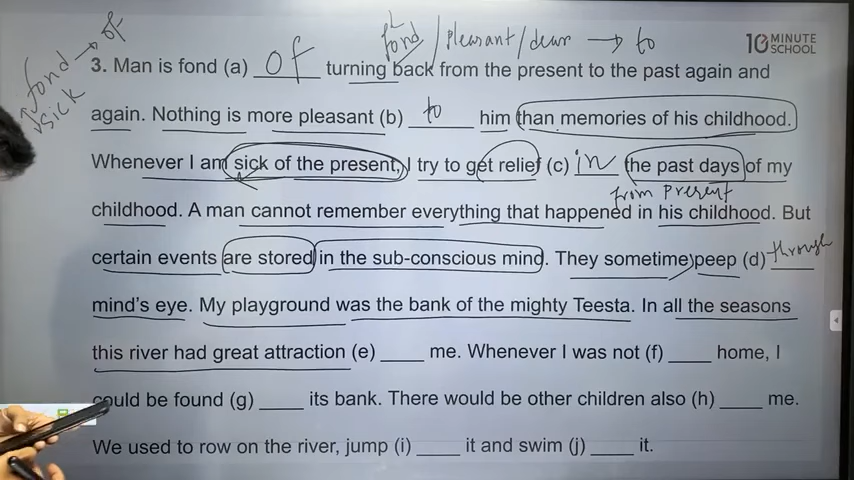 fond / pleasant / dear → to
10 MINUTE SCHOOL
fond → of
sick
3. Man is fond (a) of turning back from the present to the past again and
again. Nothing is more pleasant (b) to him than memories of his childhood.
Whenever I am sick of the present, I try to get relief (c) in the past days of my
from present
childhood. A man cannot remember everything that happened in his childhood. But
certain events are stored in the sub-conscious mind. They sometime peep (d) through
mind's eye. My playground was the bank of the mighty Teesta. In all the seasons
this river had great attraction (e) ____ me. Whenever I was not (f) ____ home, I
could be found (g) ____ its bank. There would be other children also (h) ____ me.
We used to row on the river, jump (i) ____ it and swim (j) ____ it.